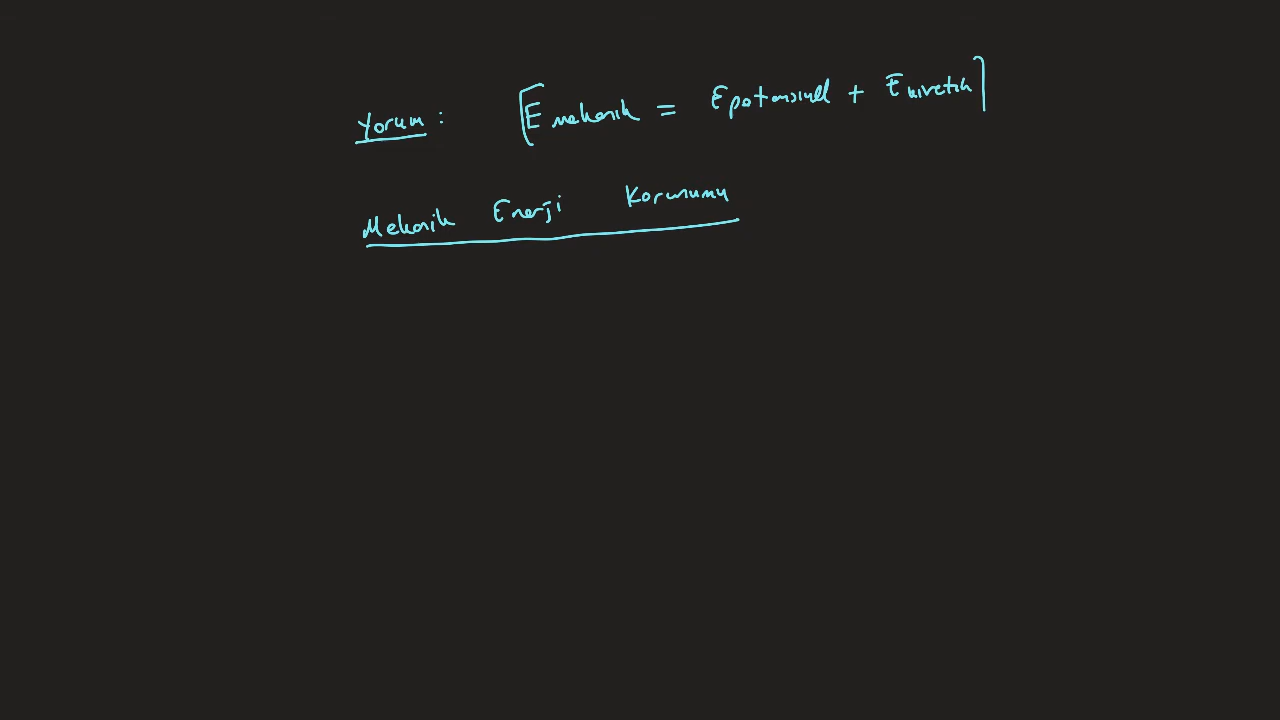 Yorum : [E mekanik = E potansiyel + E kinetik]
Mekanik Enerji Korunumu